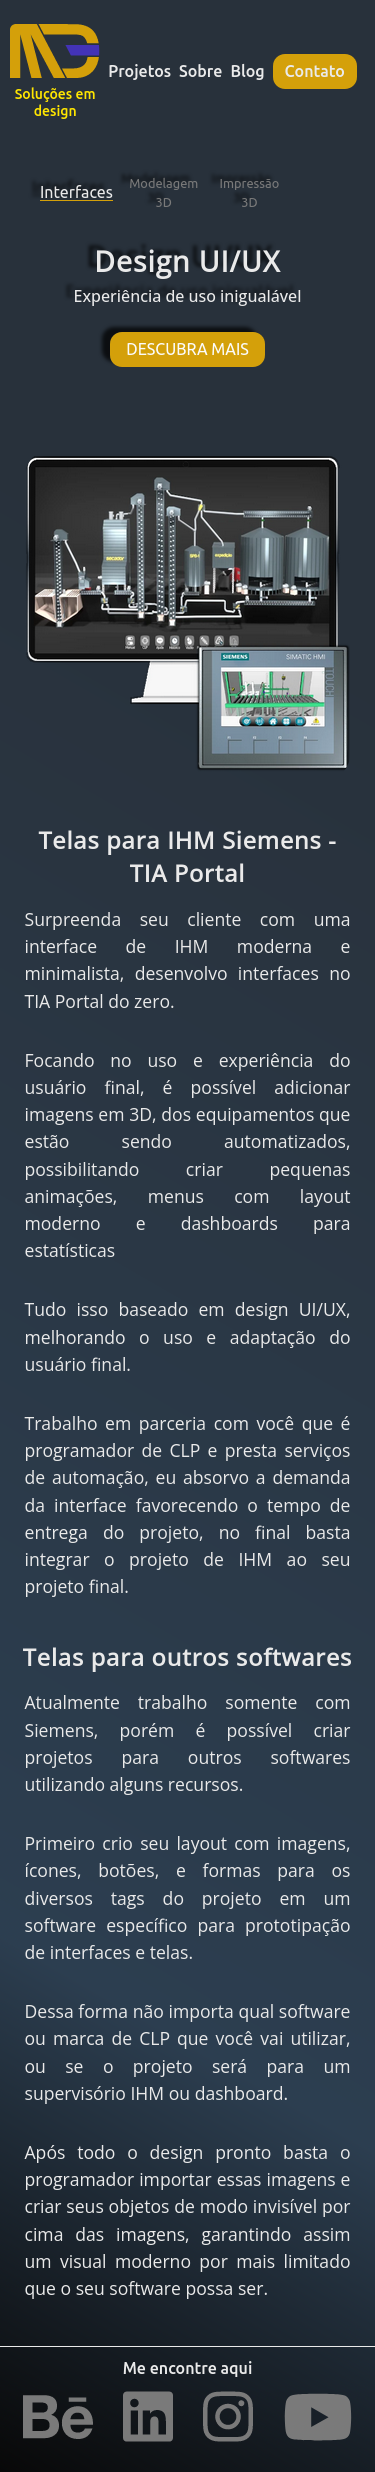 Soluções em
design
Projetos Sobre Blog Contato
Interfaces
Modelagem
3D
Impressão
3D
Design UI/UX
Experiência de uso inigualável
DESCUBRA MAIS
SIEMENS
SIMATIC HMI
Telas para IHM Siemens -
TIA Portal
Surpreenda seu cliente com uma
interface de IHM moderna e
minimalista, desenvolvo interfaces no
TIA Portal do zero.
Focando no uso e experiência do
usuário final, é possível adicionar
imagens em 3D, dos equipamentos que
estão sendo automatizados,
possibilitando criar pequenas
animações, menus com layout
moderno e dashboards para
estatísticas
Tudo isso baseado em design UI/UX,
melhorando o uso e adaptação do
usuário final.
Trabalho em parceria com você que é
programador de CLP e presta serviços
de automação, eu absorvo a demanda
da interface favorecendo o tempo de
entrega do projeto, no final basta
integrar o projeto de IHM ao seu
projeto final.
Telas para outros softwares
Atualmente trabalho somente com
Siemens, porém é possível criar
projetos para outros softwares
utilizando alguns recursos.
Primeiro crio seu layout com imagens,
ícones, botões, e formas para os
diversos tags do projeto em um
software específico para prototipação
de interfaces e telas.
Dessa forma não importa qual software
ou marca de CLP que você vai utilizar,
ou se o projeto será para um
supervisório IHM ou dashboard.
Após todo o design pronto basta o
programador importar essas imagens e
criar seus objetos de modo invisível por
cima das imagens, garantindo assim
um visual moderno por mais limitado
que o seu software possa ser.
Me encontre aqui
Bē
in